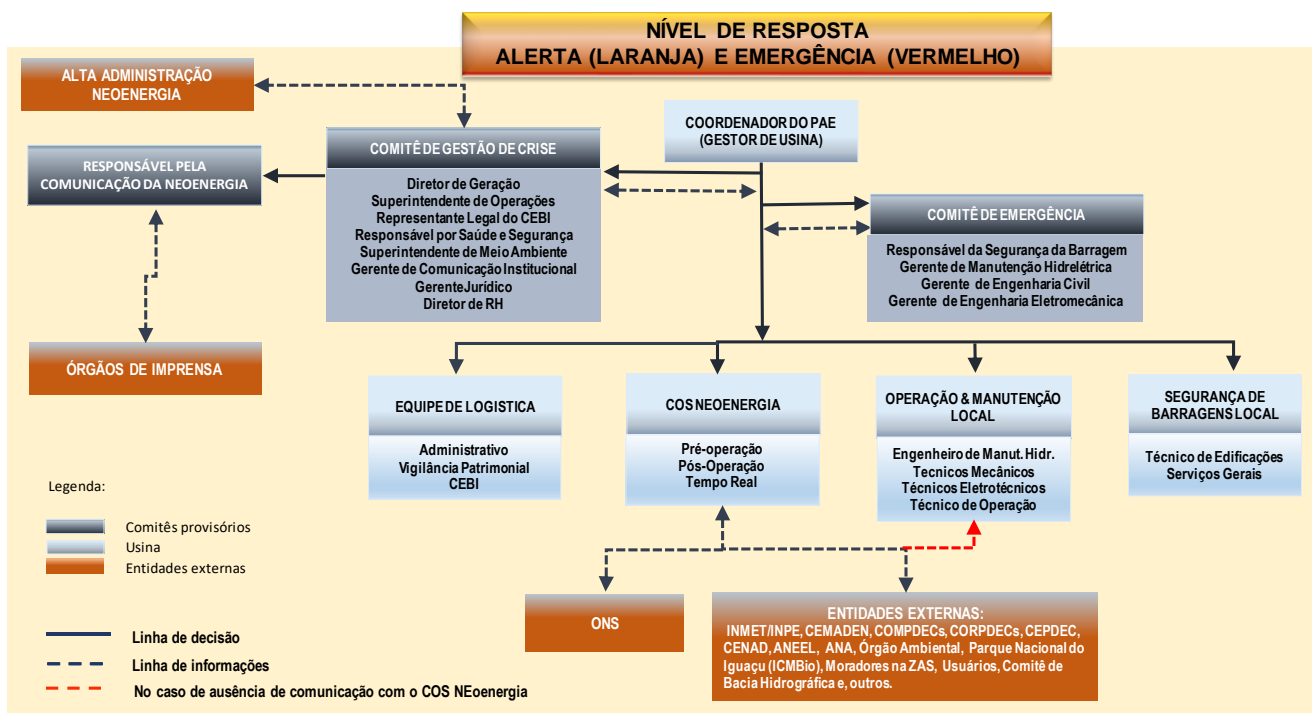 NÍVEL DE RESPOSTA
ALERTA (LARANJA) E EMERGÊNCIA (VERMELHO)
ALTA ADMINISTRAÇÃO
NEOENERGIA
COORDENADOR DO PAE
(GESTOR DE USINA)
COMITÊ DE GESTÃO DE CRISE
Diretor de Geração
Superintendente de Operações
Representante Legal do CEBI
Responsável por Saúde e Segurança
Superintendente de Meio Ambiente
Gerente de Comunicação Institucional
Gerente Jurídico
Diretor de RH
RESPONSÁVEL PELA
COMUNICAÇÃO DA NEOENERGIA
COMITÊ DE EMERGÊNCIA
Responsável da Segurança da Barragem
Gerente de Manutenção Hidrelétrica
Gerente de Engenharia Civil
Gerente de Engenharia Eletromecânica
ÓRGÃOS DE IMPRENSA
EQUIPE DE LOGISTICA
Administrativo
Vigilância Patrimonial
CEBI
COS NEOENERGIA
Pré-operação
Pós-Operação
Tempo Real
OPERAÇÃO & MANUTENÇÃO
LOCAL
Engenheiro de Manut. Hidr.
Tecnicos Mecânicos
Técnicos Eletrotécnicos
Técnico de Operação
SEGURANÇA DE
BARRAGENS LOCAL
Técnico de Edificações
Serviços Gerais
ONS
ENTIDADES EXTERNAS:
INMET/INPE, CEMADEN, COMPDECs, CORPDECs, CEPDEC,
CENAD, ANEEL, ANA, Órgão Ambiental, Parque Nacional do
Iguaçu (ICMBio), Moradores na ZAS, Usuários, Comitê de
Bacia Hidrográfica e, outros.
Legenda:
Comitês provisórios
Usina
Entidades externas
Linha de decisão
Linha de informações
No caso de ausência de comunicação com o COS NEoenergia